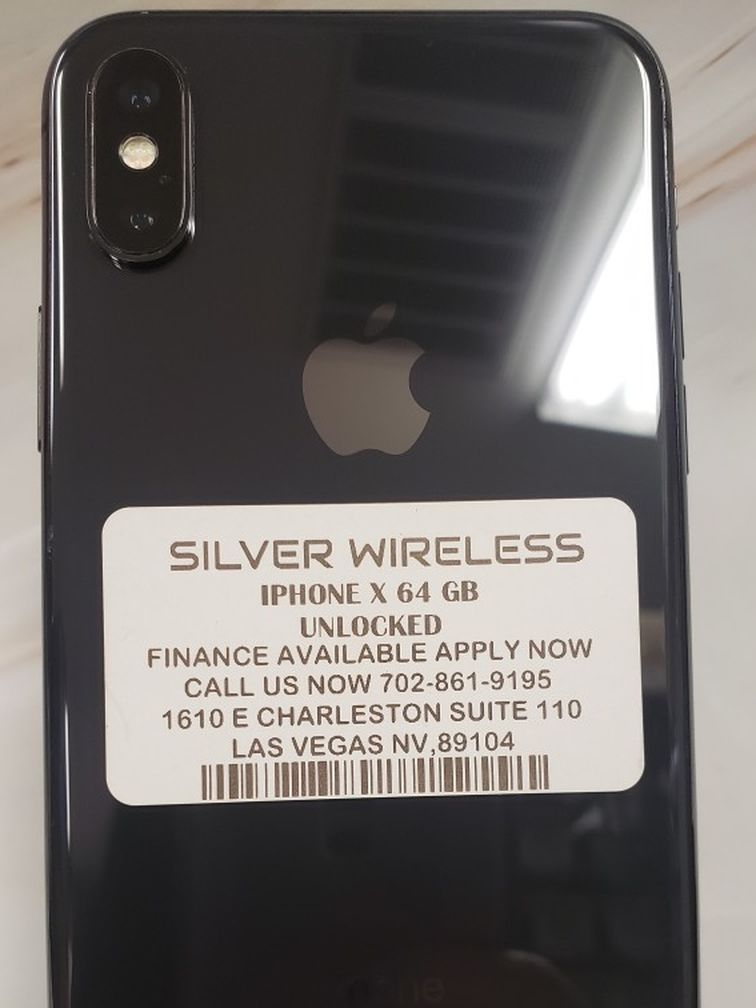 SILVER WIRELESS
IPHONE X 64 GB
UNLOCKED
FINANCE AVAILABLE APPLY NOW
CALL US NOW 702-861-9195
1610 E CHARLESTON SUITE 110
LAS VEGAS NV,89104